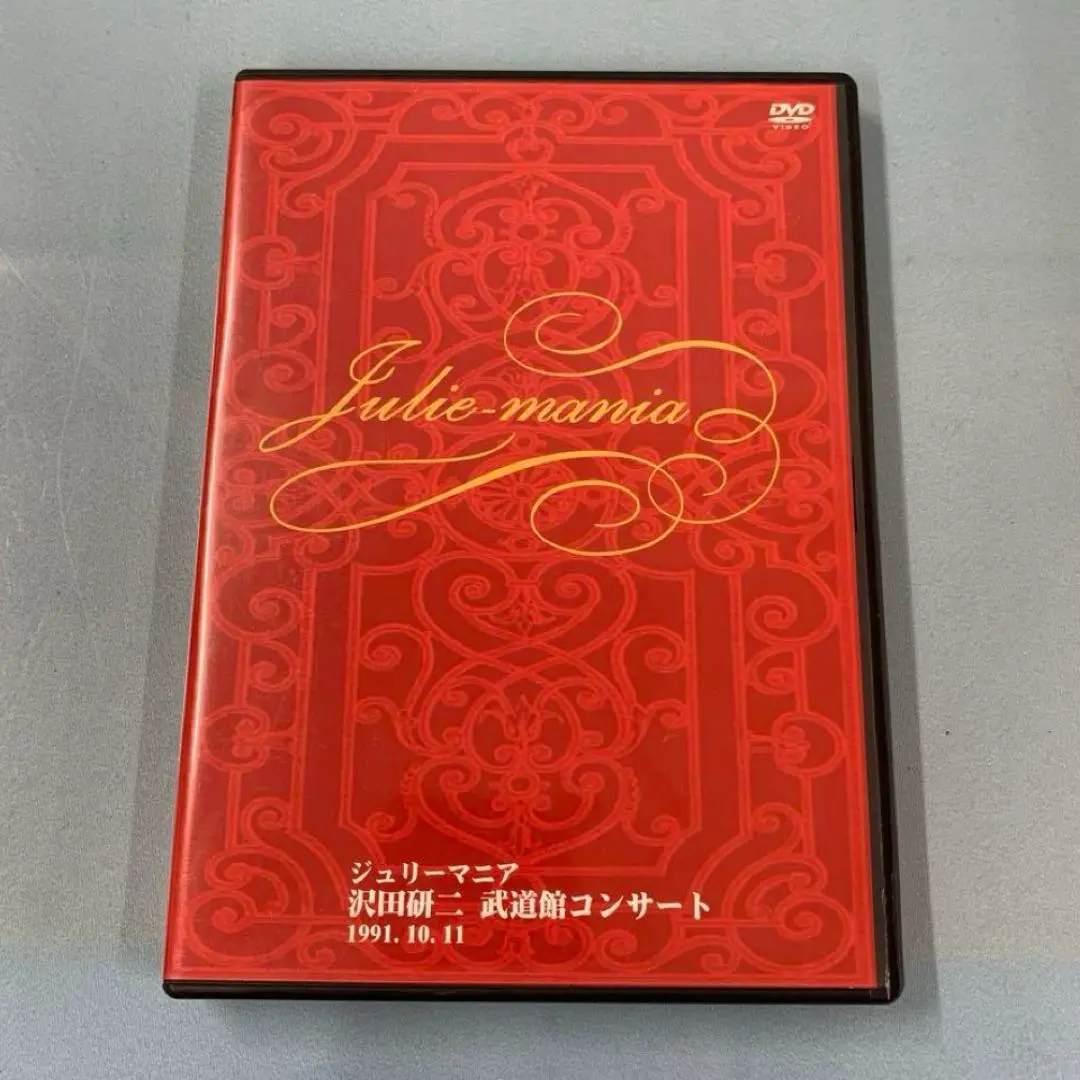 DVD
VIDEO
Julie-mania
ジュリーマニア
沢田研二 武道館コンサート
1991. 10. 11